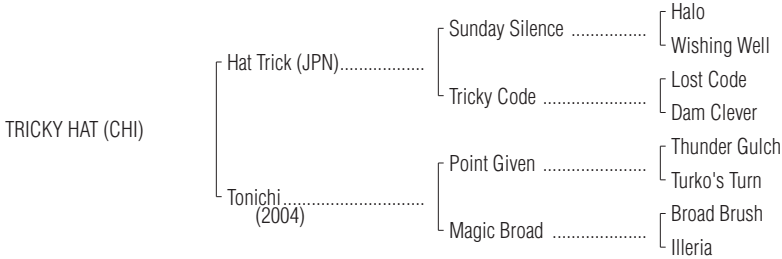 Halo
Sunday Silence ................
Wishing Well
Hat Trick (JPN)..................
Lost Code
Tricky Code ......................
Dam Clever
TRICKY HAT (CHI)
Thunder Gulch
Point Given ......................
Turko's Turn
Tonichi..............................
(2004)
Broad Brush
Magic Broad ....................
Illeria